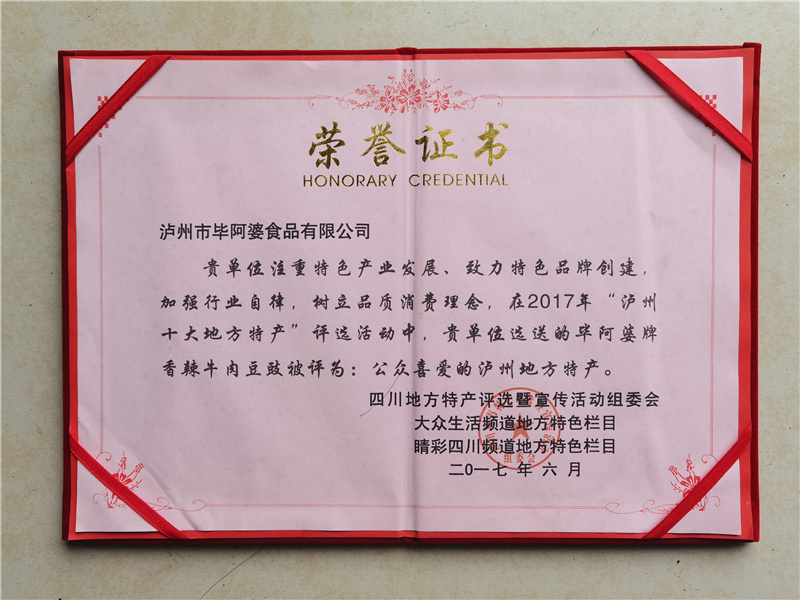 荣誉证书
HONORARY CREDENTIAL
泸州市毕阿婆食品有限公司
贵单位注重特色产业发展、致力特色品牌创建，
加强行业自律，树立品质消费理念，在2017年“泸州
十大地方特产”评选活动中，贵单位选送的毕阿婆牌
香辣牛肉豆豉被评为：公众喜爱的泸州地方特产。
四川地方特产评选暨宣传活动组委会
大众生活频道地方特色栏目
睛彩四川频道地方特色栏目
组委会
二0一七 年 六 月